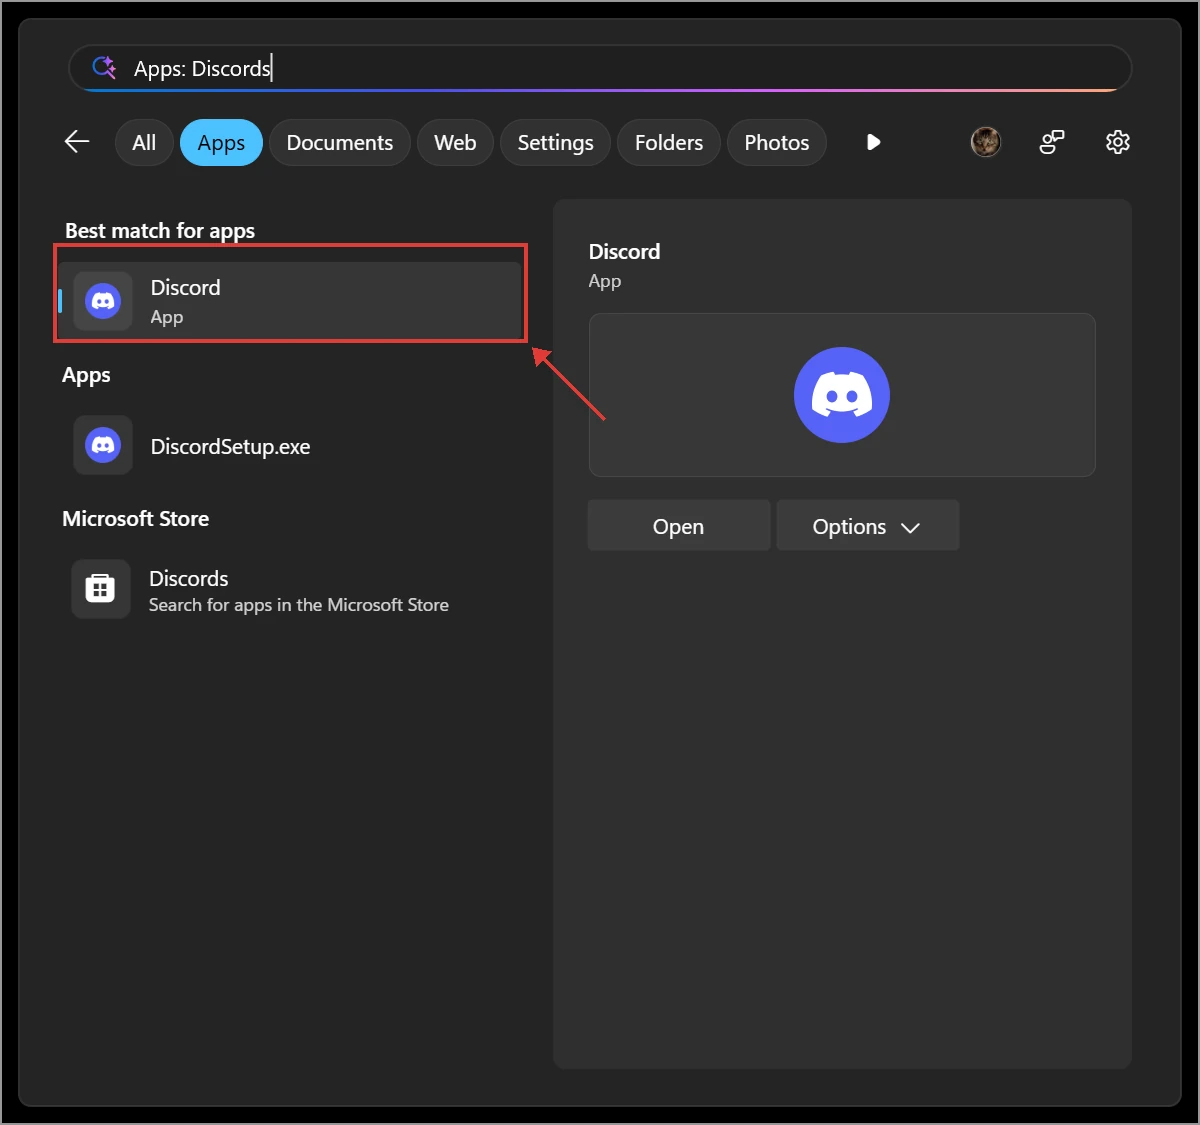 Apps: Discords
All Apps Documents Web Settings Folders Photos
Best match for apps
Discord
App
Apps
DiscordSetup.exe
Microsoft Store
Discords
Search for apps in the Microsoft Store
Discord
App
Open Options